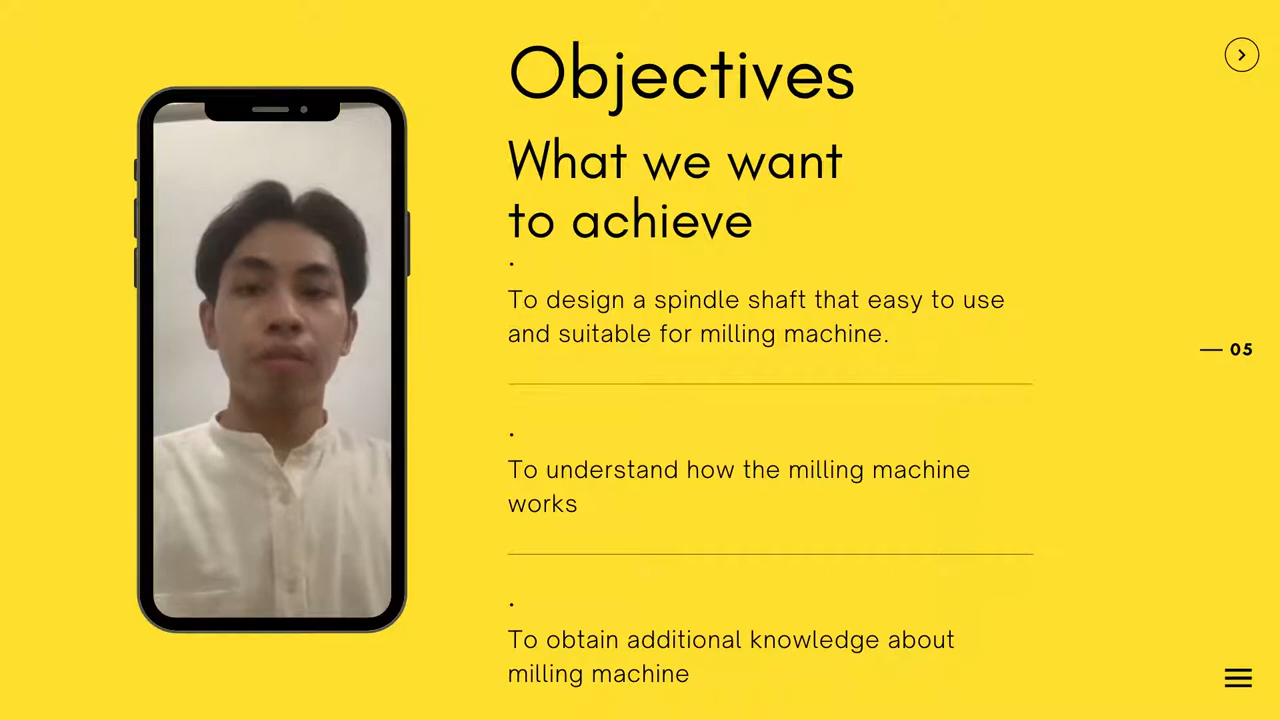 Objectives
What we want
to achieve
.
To design a spindle shaft that easy to use
and suitable for milling machine.
05
.
To understand how the milling machine
works
.
To obtain additional knowledge about
milling machine